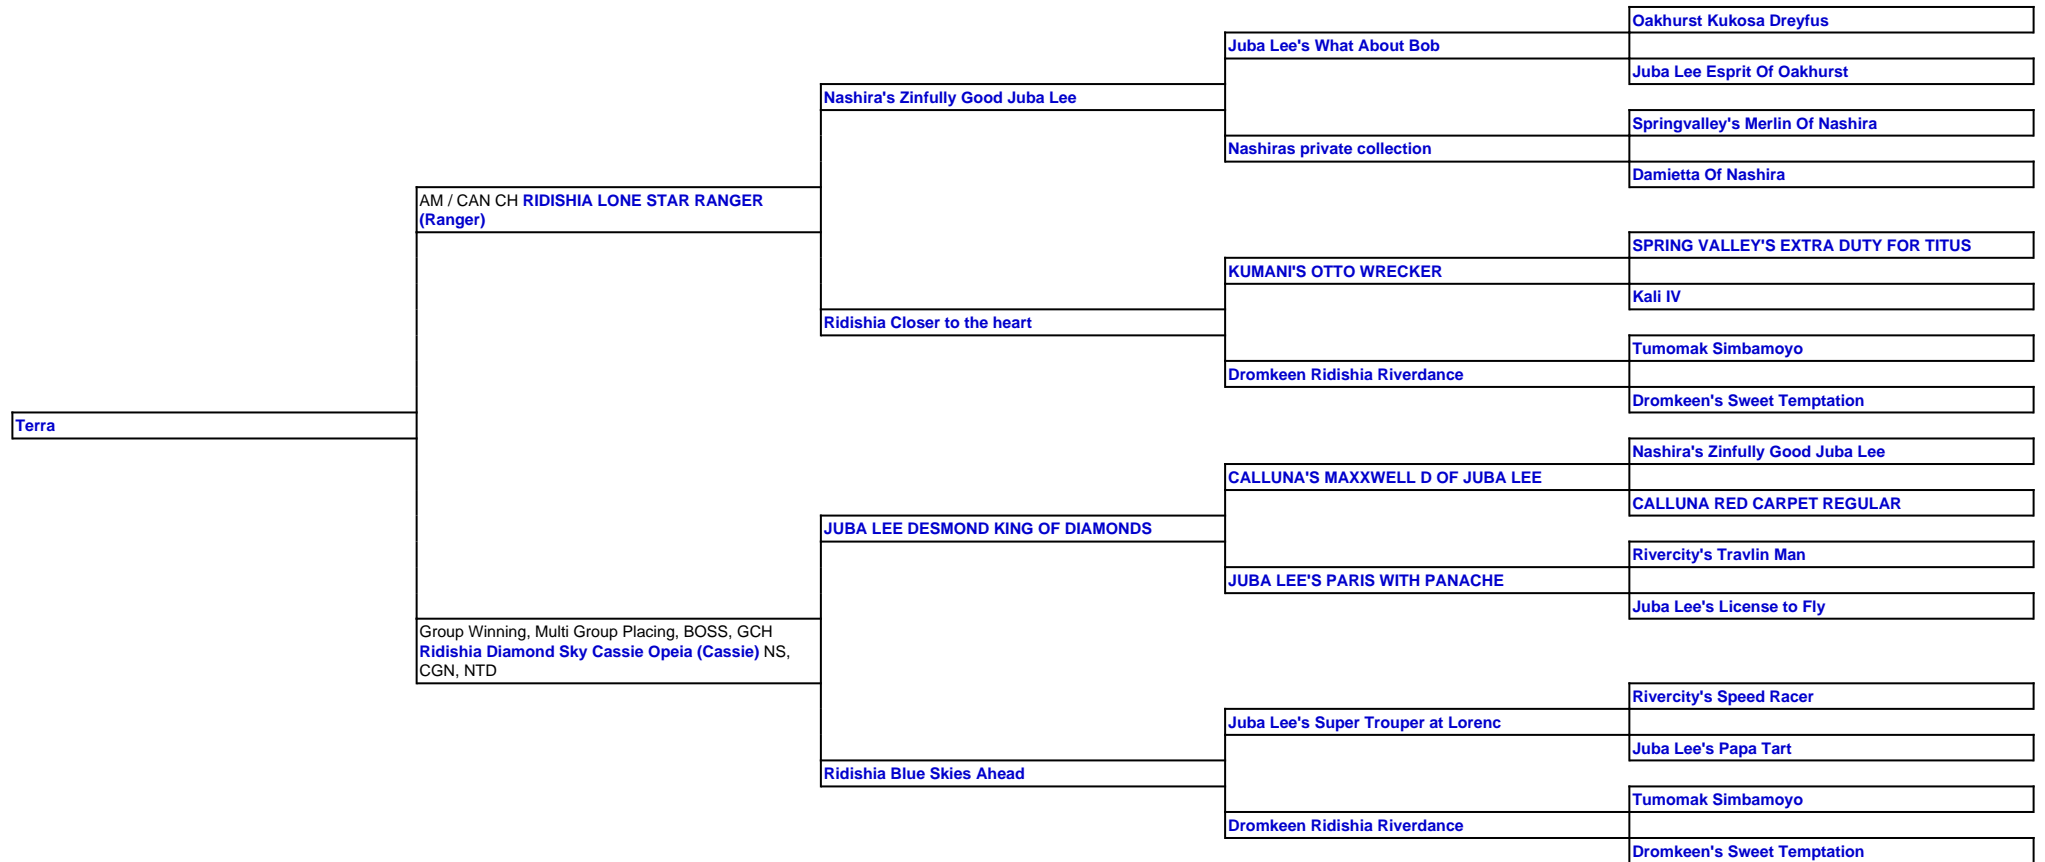 Oakhurst Kukosa Dreyfus
Juba Lee's What About Bob
Juba Lee Esprit Of Oakhurst
Nashira's Zinfully Good Juba Lee
Springvalley's Merlin Of Nashira
Nashiras private collection
Damietta Of Nashira
AM / CAN CH RIDISHIA LONE STAR RANGER
(Ranger)
SPRING VALLEY'S EXTRA DUTY FOR TITUS
KUMANI'S OTTO WRECKER
Kali IV
Ridishia Closer to the heart
Tumomak Simbamoyo
Dromkeen Ridishia Riverdance
Dromkeen's Sweet Temptation
Terra
Nashira's Zinfully Good Juba Lee
CALLUNA'S MAXXWELL D OF JUBA LEE
CALLUNA RED CARPET REGULAR
JUBA LEE DESMOND KING OF DIAMONDS
Rivercity's Travlin Man
JUBA LEE'S PARIS WITH PANACHE
Juba Lee's License to Fly
Group Winning, Multi Group Placing, BOSS, GCH
Ridishia Diamond Sky Cassie Opeia (Cassie) NS,
CGN, NTD
Rivercity's Speed Racer
Juba Lee's Super Trouper at Lorenc
Juba Lee's Papa Tart
Ridishia Blue Skies Ahead
Tumomak Simbamoyo
Dromkeen Ridishia Riverdance
Dromkeen's Sweet Temptation